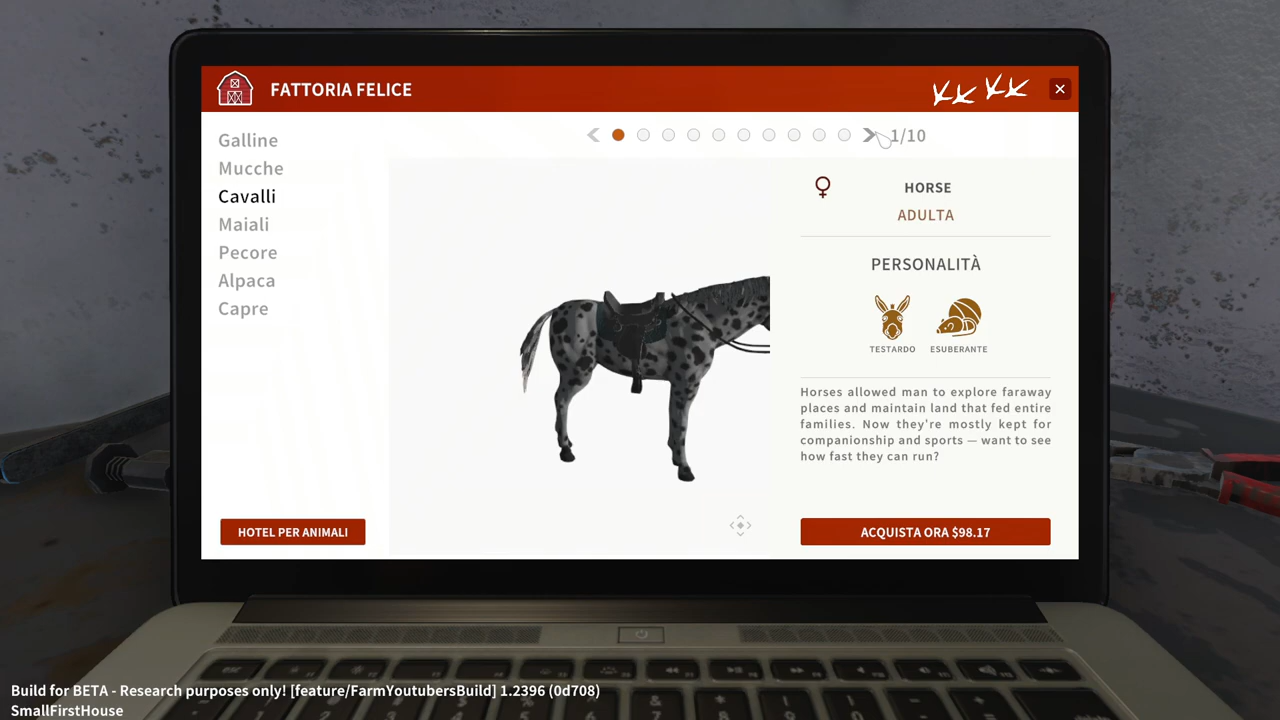 FATTORIA FELICE
Galline
Mucche
Cavalli
Maiali
Pecore
Alpaca
Capre
HOTEL PER ANIMALI
1/10
HORSE
ADULTA
PERSONALITÀ
TESTARDO
ESUBERANTE
Horses allowed man to explore faraway
places and maintain land that fed entire
families. Now they're mostly kept for
companionship and sports — want to see
how fast they can run?
ACQUISTA ORA $98.17
Build for BETA - Research purposes only! [feature/FarmYoutubersBuild] 1.2396 (0d708)
SmallFirstHouse